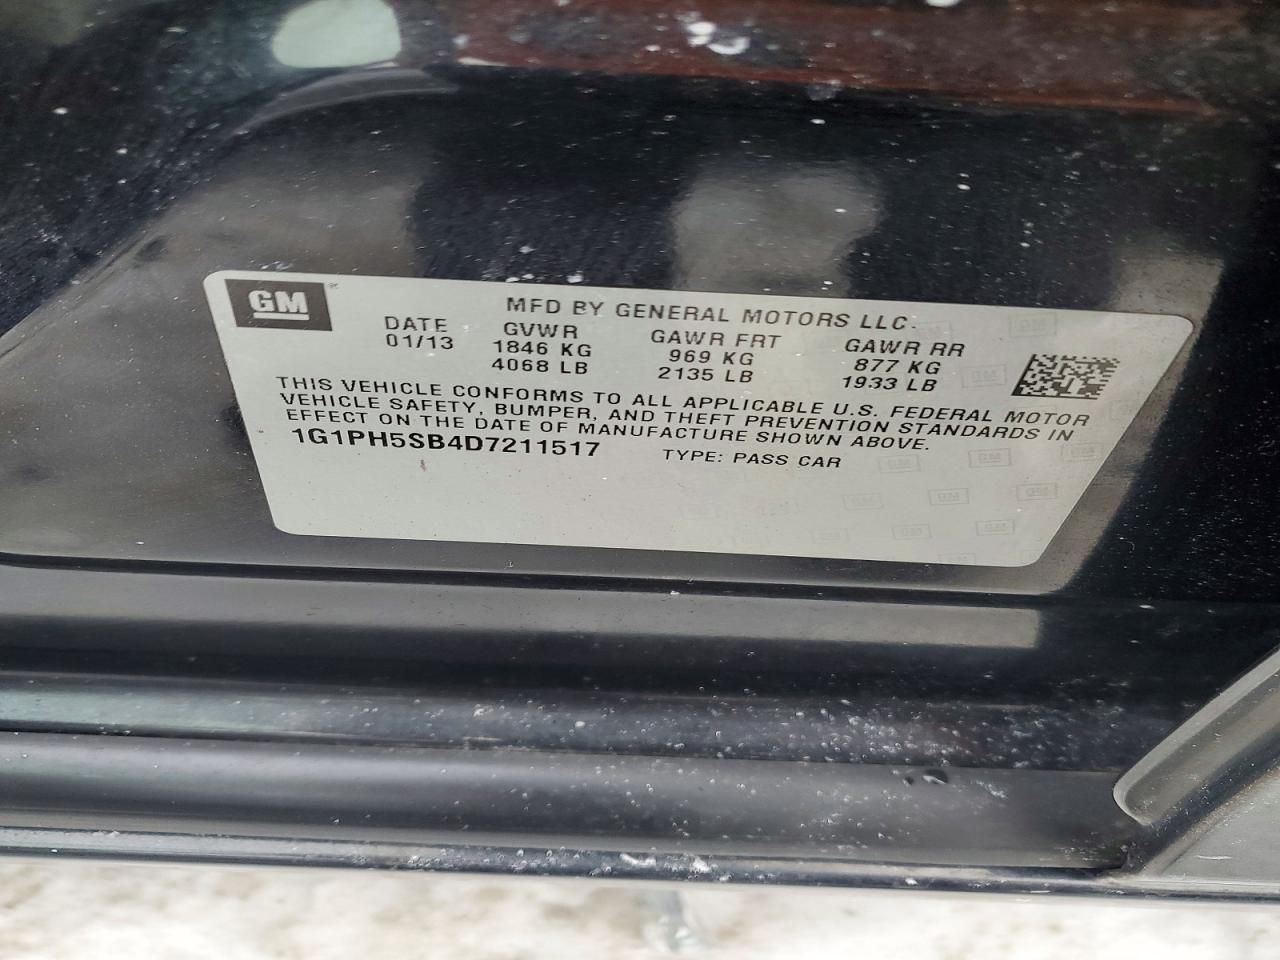 GM®
MFD BY GENERAL MOTORS LLC.
DATE GVWR GAWR FRT GAWR RR
01/13 1846 KG 969 KG 877 KG
4068 LB 2135 LB 1933 LB
THIS VEHICLE CONFORMS TO ALL APPLICABLE U.S. FEDERAL MOTOR
VEHICLE SAFETY, BUMPER, AND THEFT PREVENTION STANDARDS IN
EFFECT ON THE DATE OF MANUFACTURE SHOWN ABOVE.
1G1PH5SB4D7211517 TYPE: PASS CAR